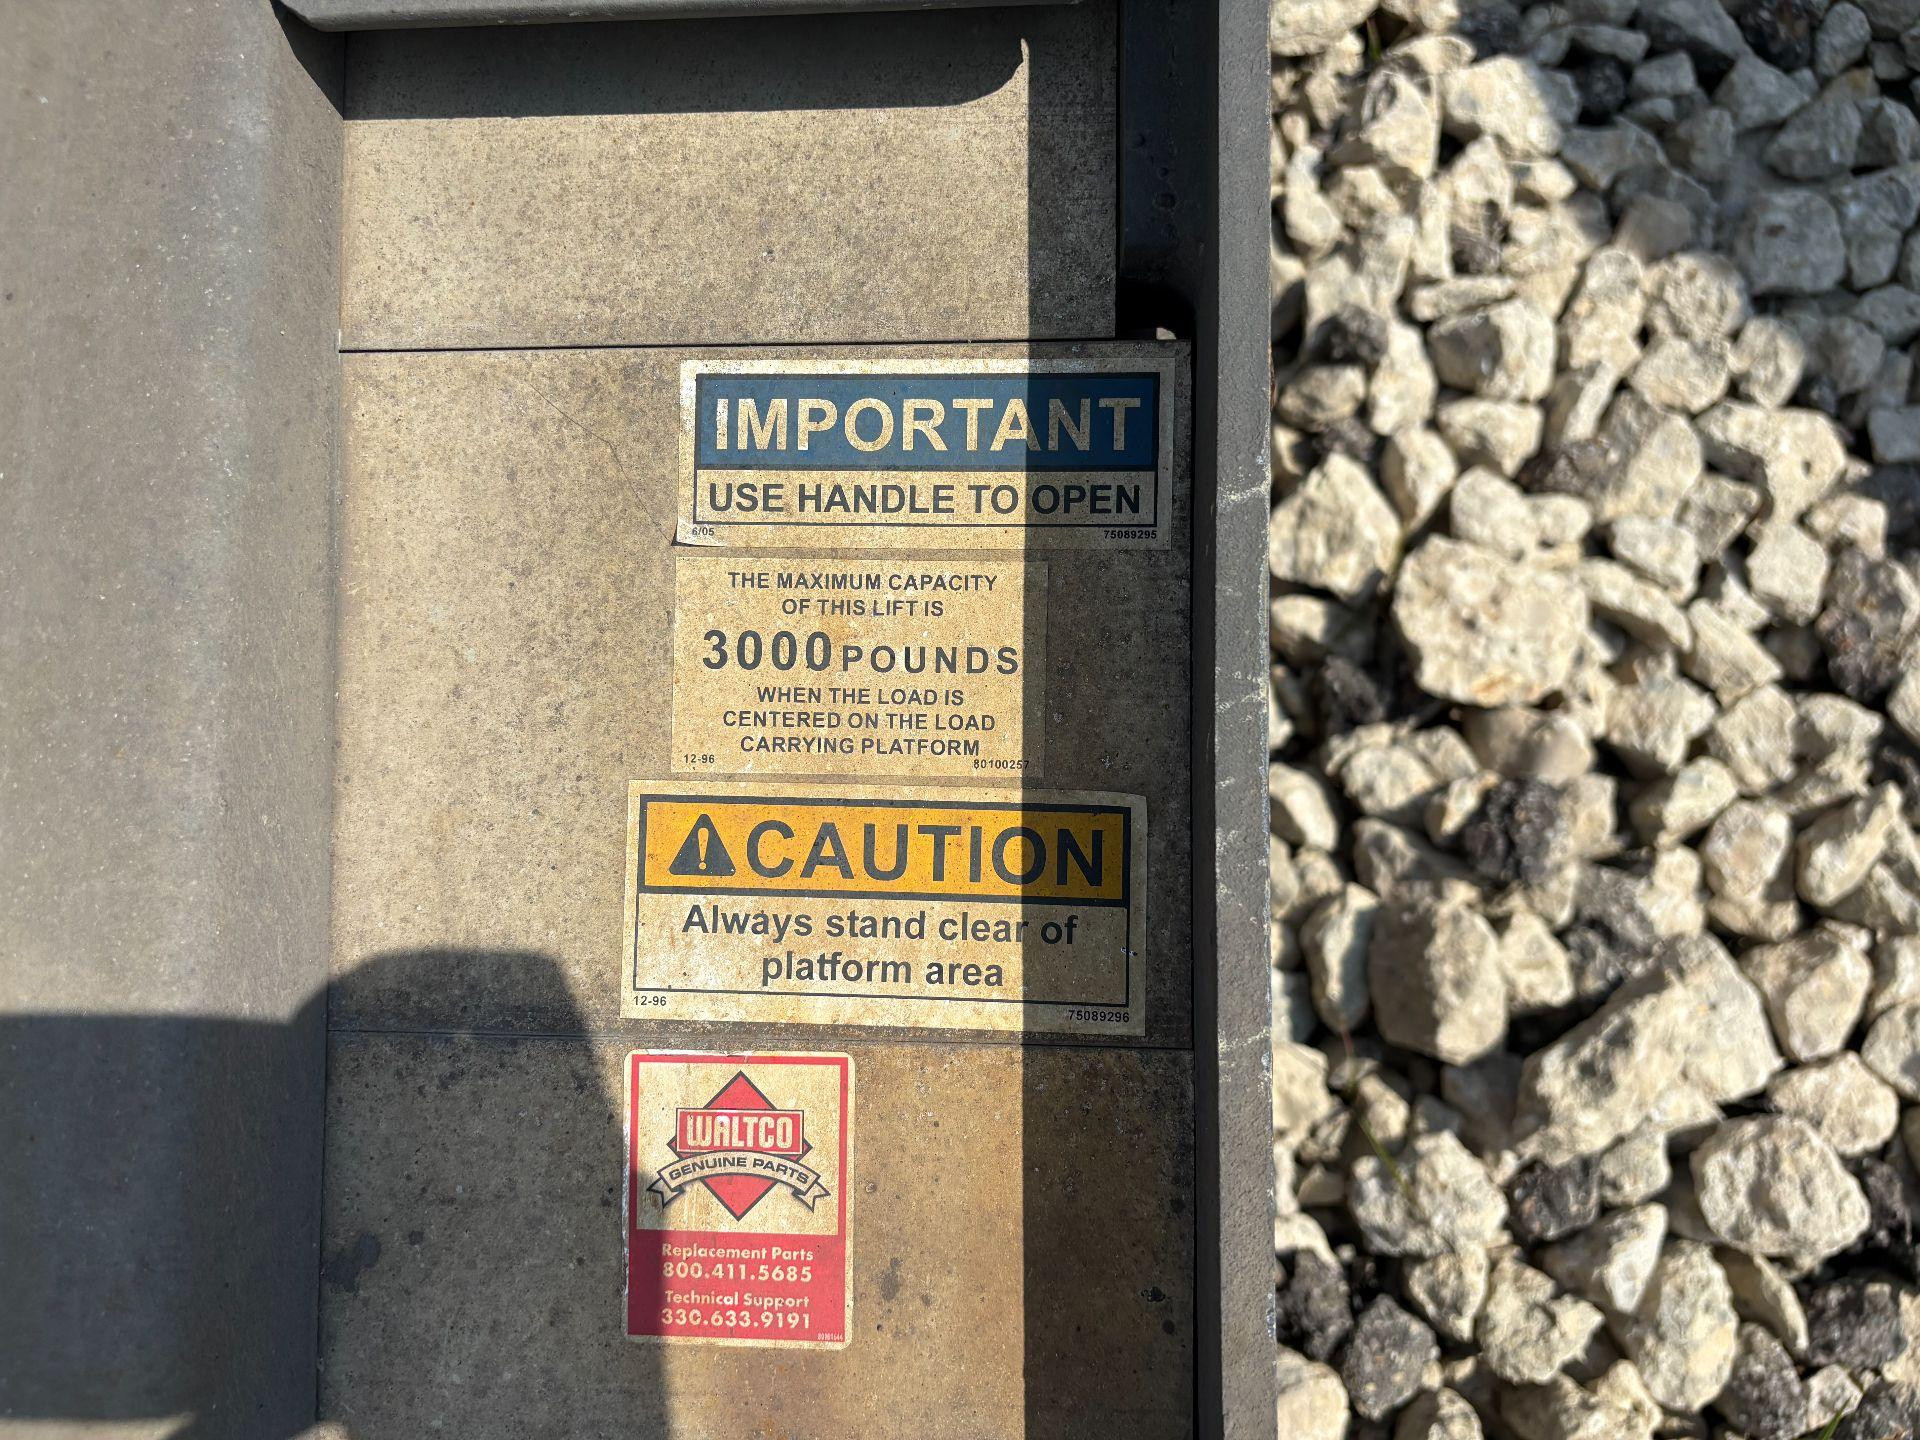 IMPORTANT
USE HANDLE TO OPEN
6/05 75089295
THE MAXIMUM CAPACITY
OF THIS LIFT IS
3000 POUNDS
WHEN THE LOAD IS
CENTERED ON THE LOAD
CARRYING PLATFORM
12-96 80100257
CAUTION
Always stand clear of
platform area
12-96 75089296
WALTCO
GENUINE PARTS
Replacement Parts
800.411.5685
Technical Support
330.633.9191